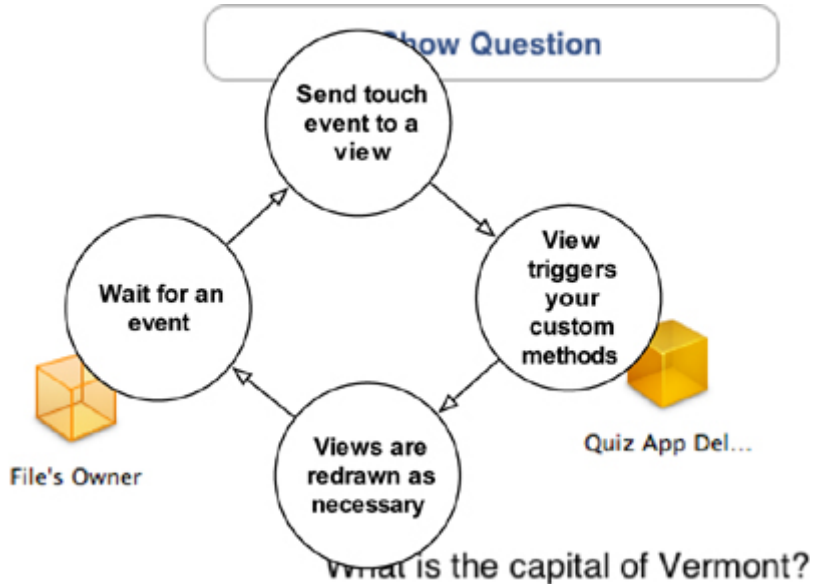 Show Question
Send touch
event to a
view
View
triggers
your
custom
methods
Wait for an
event
Quiz App Del...
Views are
redrawn as
necessary
File's Owner
What is the capital of Vermont?